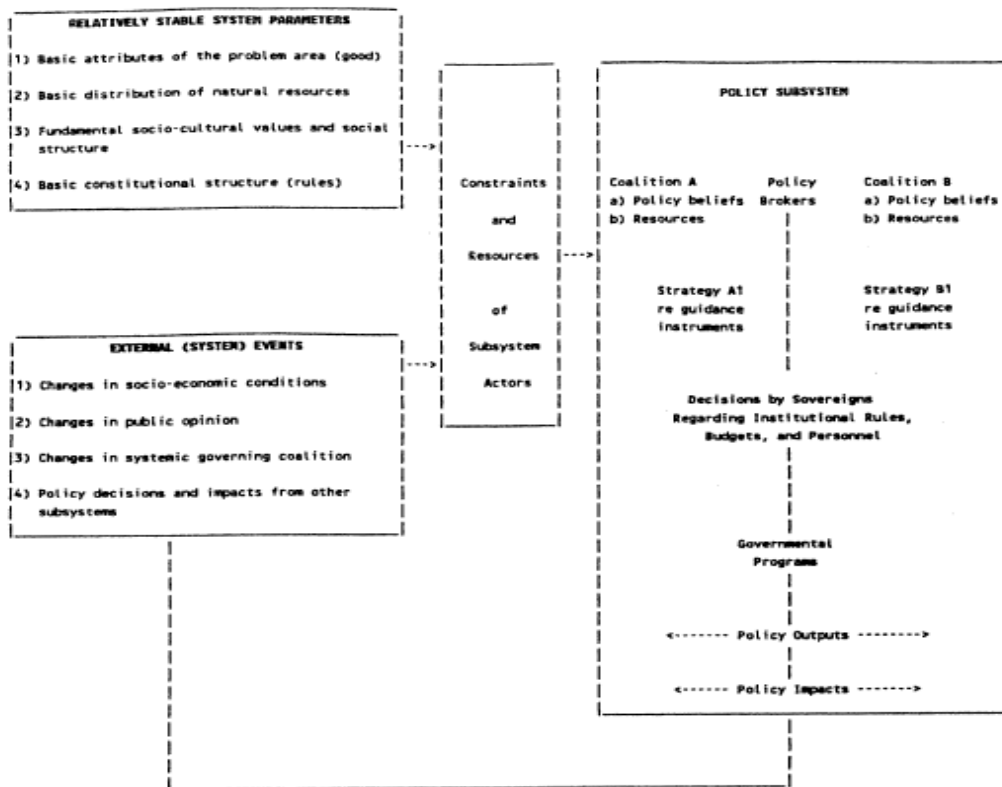 RELATIVELY STABLE SYSTEM PARAMETERS
1) Basic attributes of the problem area (good)
2) Basic distribution of natural resources
3) Fundamental socio-cultural values and social
structure
4) Basic constitutional structure (rules)
EXTERNAL (SYSTEM) EVENTS
1) Changes in socio-economic conditions
2) Changes in public opinion
3) Changes in systemic governing coalition
4) Policy decisions and impacts from other
subsystems
Constraints
and
Resources
of
Subsystem
Actors
POLICY SUBSYSTEM
Coalition A
a) Policy beliefs
b) Resources
Policy
Brokers
Coalition B
a) Policy beliefs
b) Resources
Strategy A1
re guidance
instruments
Strategy B1
re guidance
instruments
Decisions by Sovereigns
Regarding Institutional Rules,
Budgets, and Personnel
Governmental
Programs
Policy Outputs
Policy Impacts